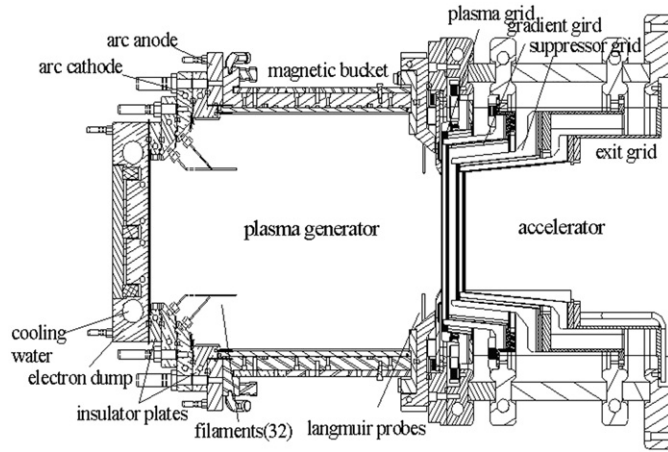 plasma grid
arc anode
gradient gird
suppressor grid
arc cathode
magnetic bucket
exit grid
plasma generator
accelerator
cooling
water
electron dump
insulator plates
filaments(32)
langmuir probes